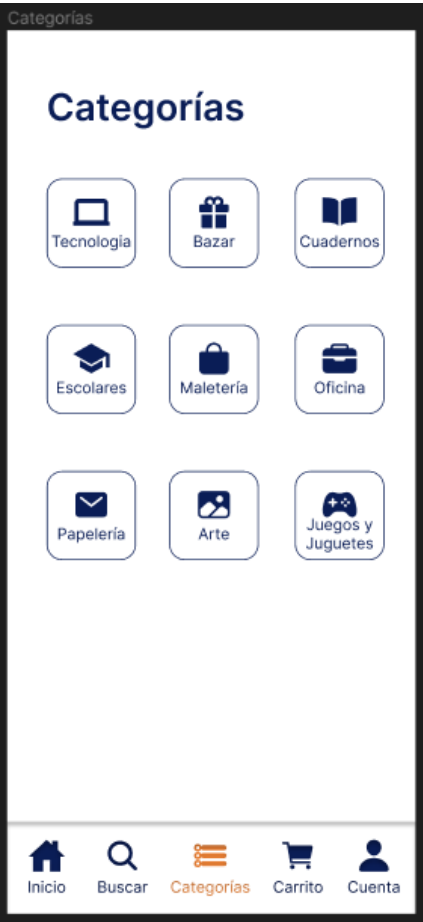 Categorías
Categorías
Tecnologia
Bazar
Cuadernos
Escolares
Maletería
Oficina
Papelería
Arte
Juegos y
Juguetes
Inicio
Buscar
Categorías
Carrito
Cuenta